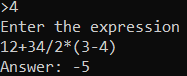 >4
Enter the expression
12+34/2*(3-4)
Answer: -5